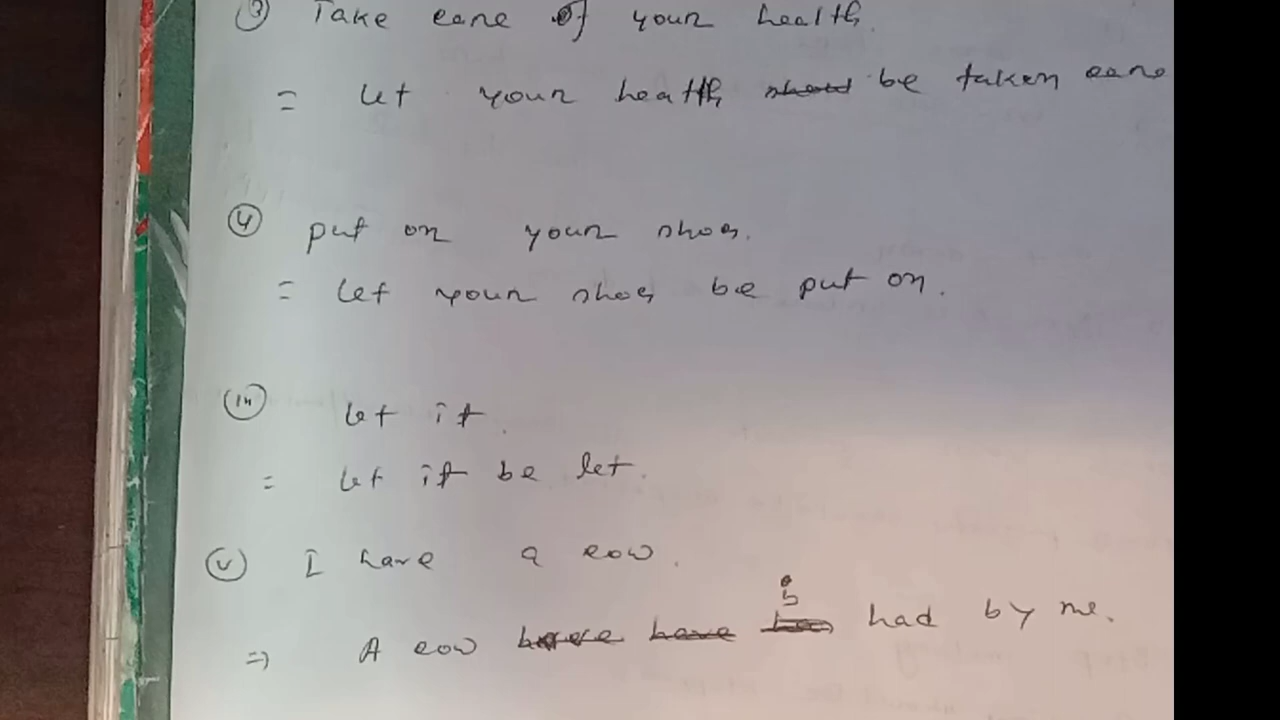 ③ Take care of your health.
= Let your health be taken care
④ put on your shoes.
= Let your shoes be put on.
Let it.
= Let it be let.
ⓥ I have a cow.
⇒ A cow is had by me.